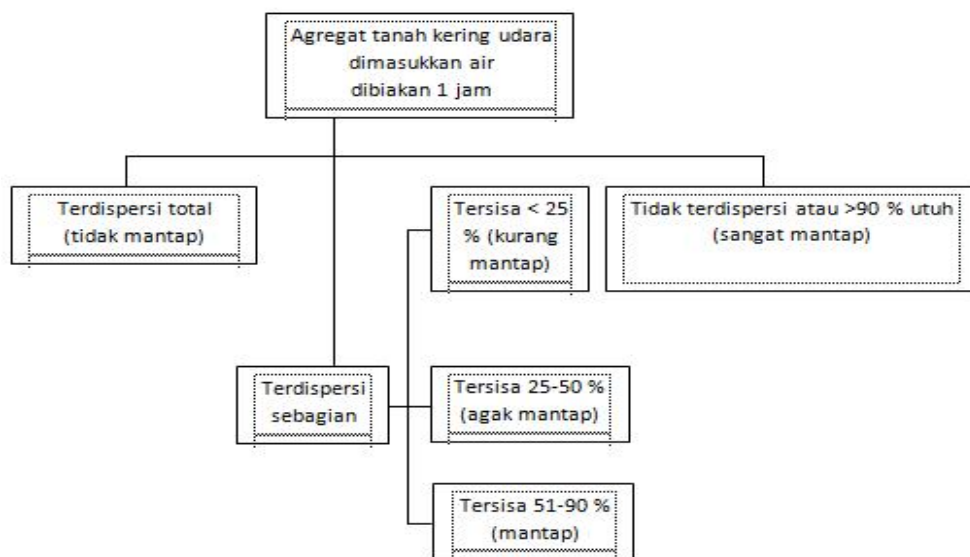 Agregat tanah kering udara
dimasukkan air
dibiakan 1 jam
Terdispersi total
(tidak mantap)
Tersisa < 25
% (kurang
mantap)
Tidak terdispersi atau >90 % utuh
(sangat mantap)
Terdispersi
sebagian
Tersisa 25-50 %
(agak mantap)
Tersisa 51-90 %
(mantap)